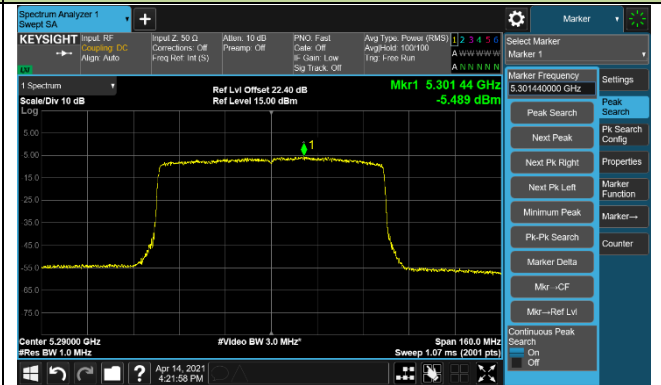 Spectrum Analyzer 1
Swept SA
Marker
KEYSIGHT
Input: RF
Coupling: DC
Align: Auto
Input Z: 50 Ω
Corrections: Off
Freq Ref: Int (S)
Atten: 10 dB
Preamp: Off
PNO: Fast
Gate: Off
IF Gain: Low
Sig Track: Off
Avg Type: Power (RMS)
Avg|Hold: 100/100
Trig: Free Run
1 2 3 4 5 6
A W W W W W
A N N N N N
LXI
Select Marker
Marker 1
1 Spectrum
Scale/Div 10 dB
Log
Ref Lvl Offset 22.40 dB
Ref Level 15.00 dBm
Mkr1 5.301 44 GHz
-5.489 dBm
5.00
-5.00
-15.0
-25.0
-35.0
-45.0
-55.0
-65.0
-75.0
1
Center 5.29000 GHz
#Res BW 1.0 MHz
#Video BW 3.0 MHz*
Span 160.0 MHz
Sweep 1.07 ms (2001 pts)
Marker Frequency
5.301440000 GHz
Peak Search
Next Peak
Next Pk Right
Next Pk Left
Minimum Peak
Pk-Pk Search
Marker Delta
Mkr→CF
Mkr→Ref Lvl
Continuous Peak
Search
On
Off
Settings
Peak
Search
Pk Search
Config
Properties
Marker
Function
Marker→
Counter
?
Apr 14, 2021
4:21:58 PM